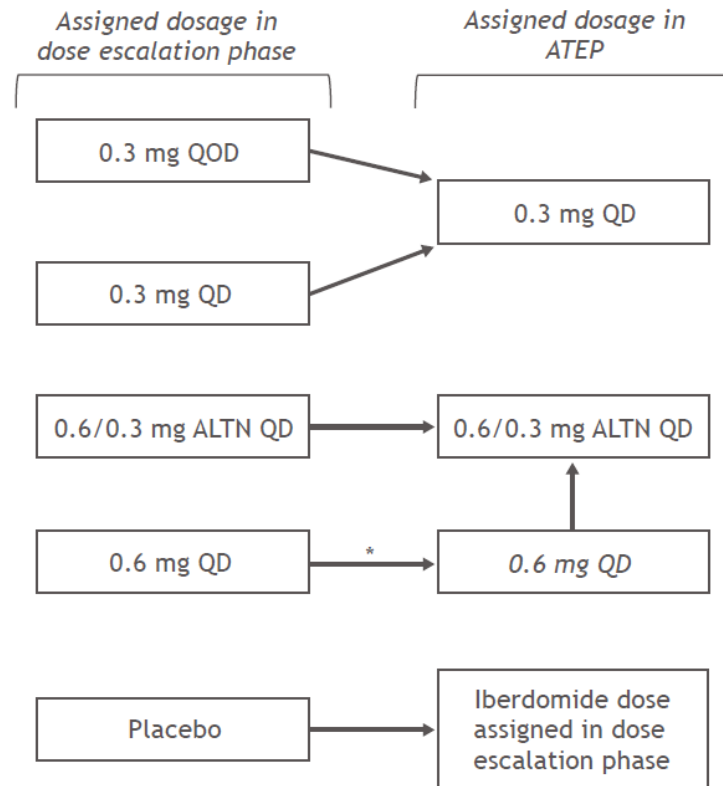 Assigned dosage in
dose escalation phase
Assigned dosage in
ATEP
0.3 mg QOD
0.3 mg QD
0.3 mg QD
0.6/0.3 mg ALTN QD
0.6/0.3 mg ALTN QD
0.6 mg QD
*
0.6 mg QD
Placebo
Iberdomide dose
assigned in dose
escalation phase